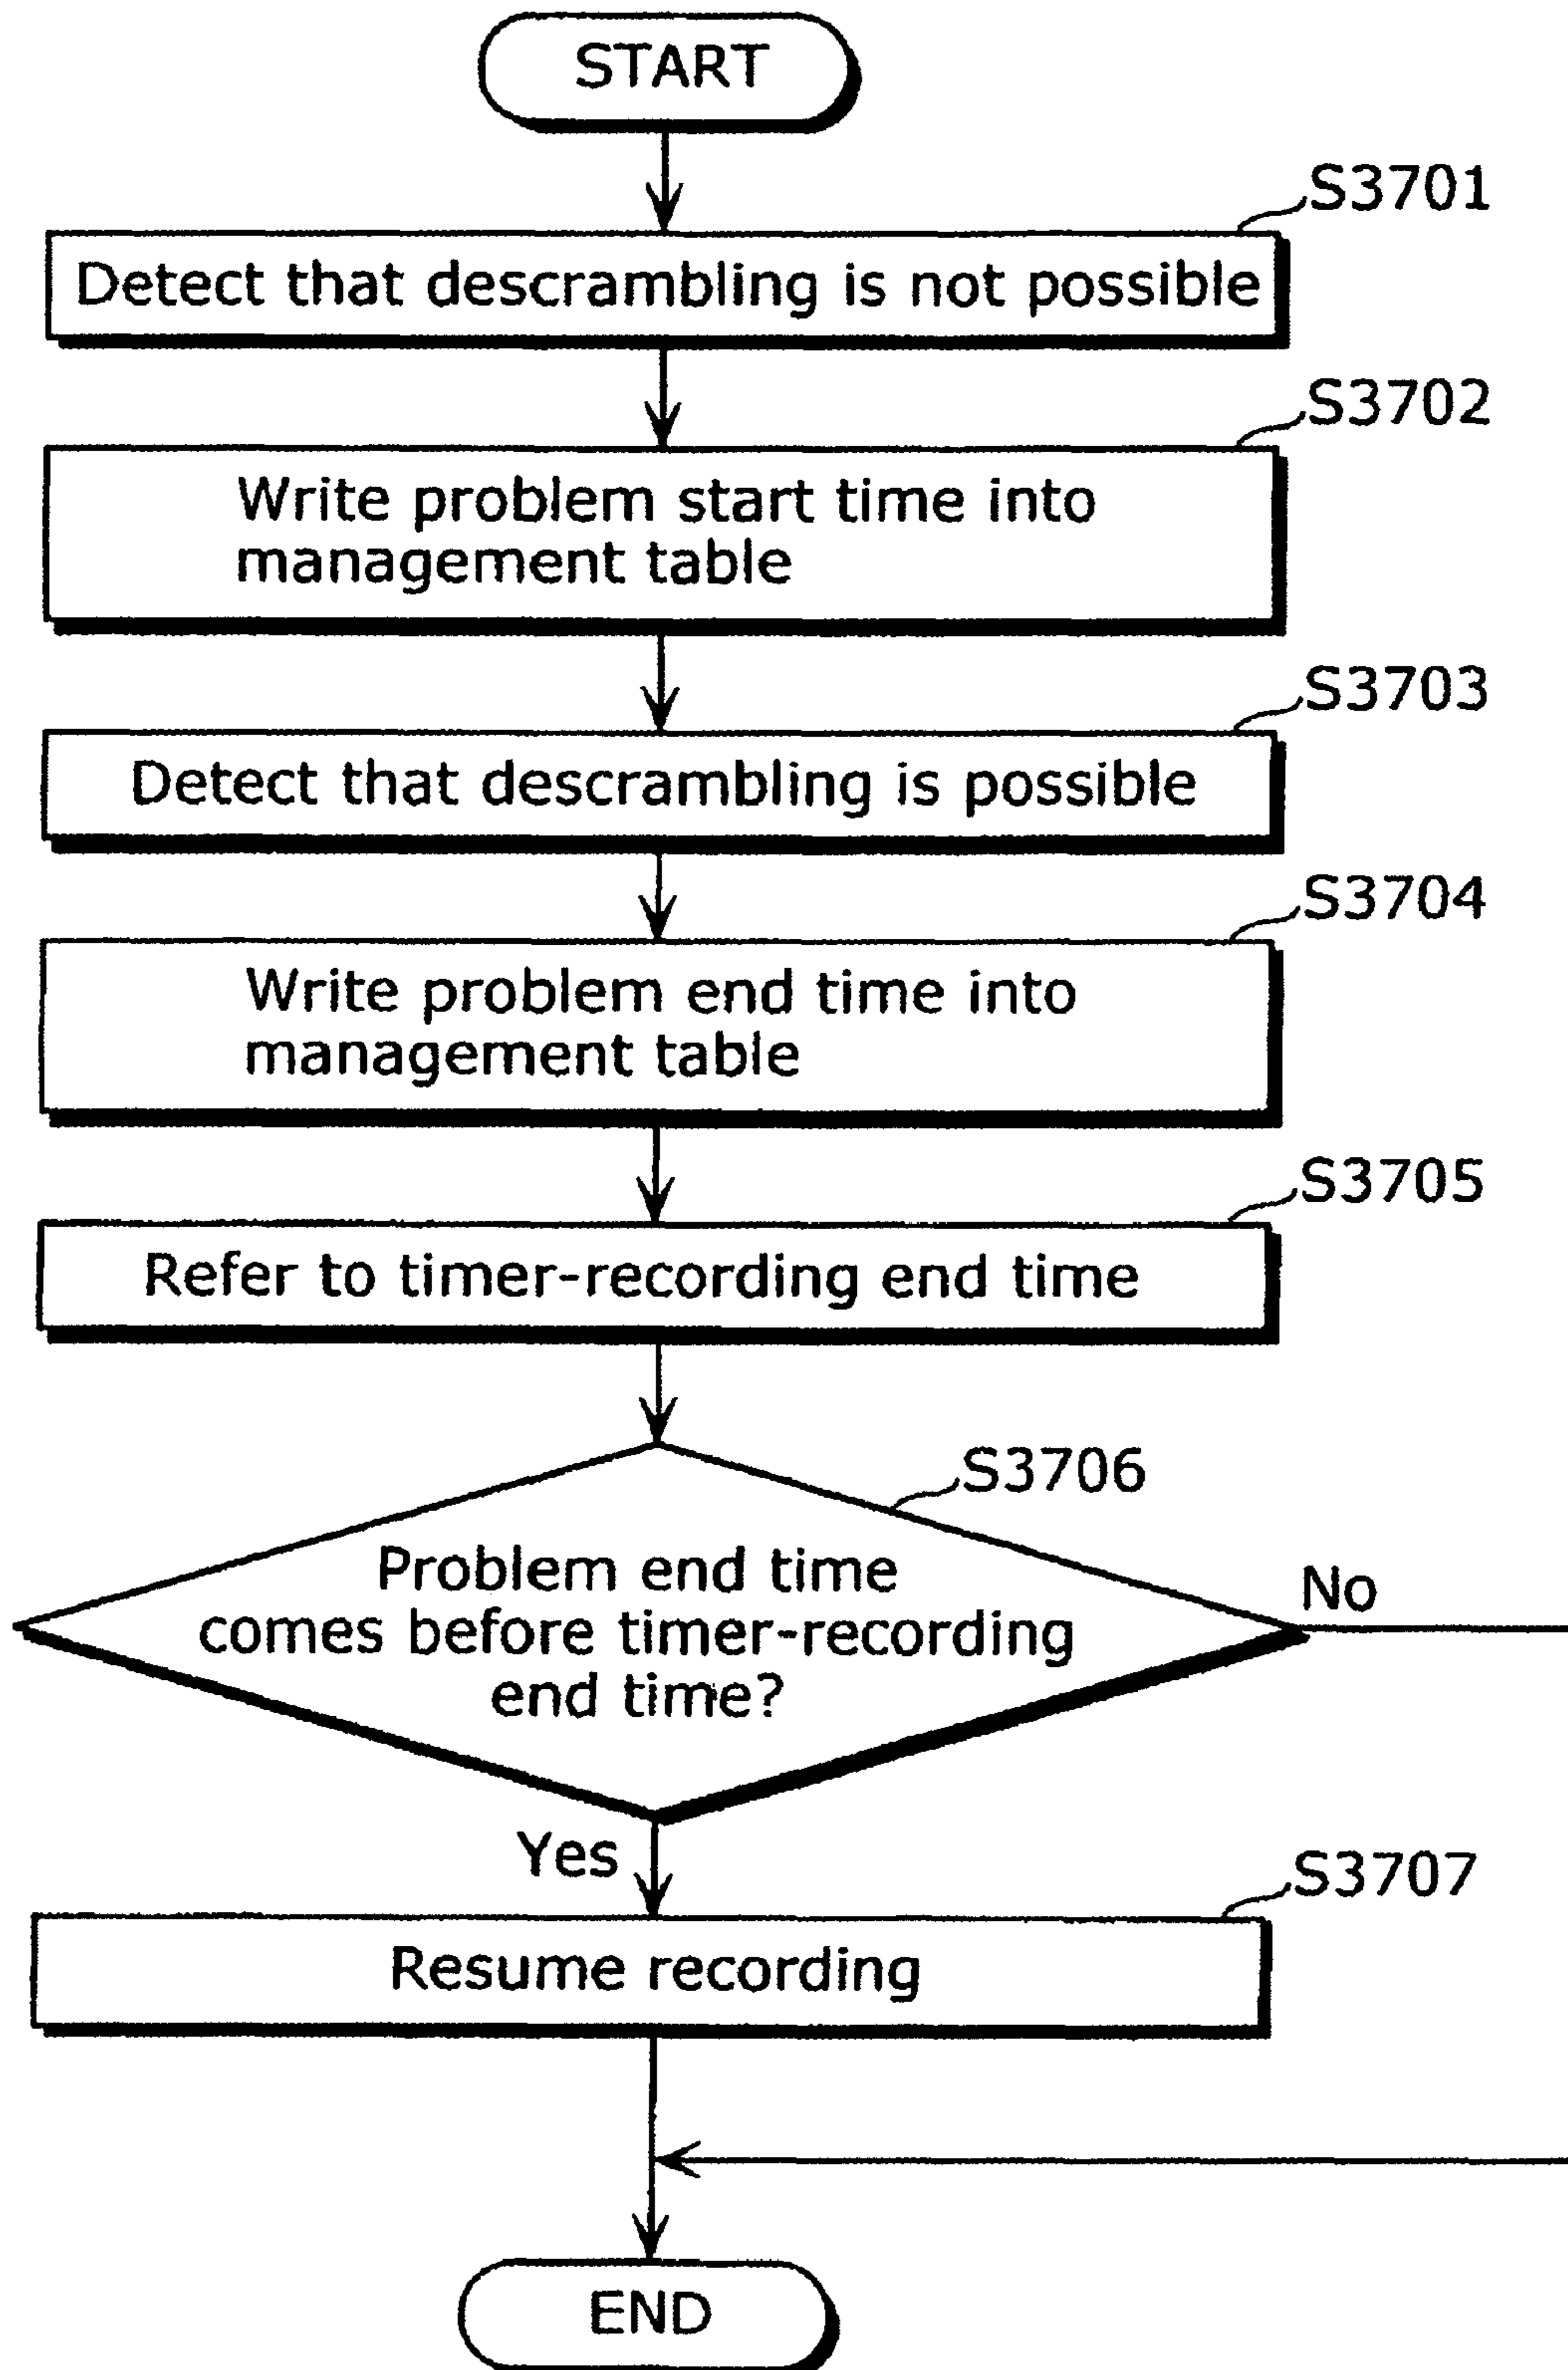 START
S3701
Detect that descrambling is not possible
S3702
Write problem start time into
management table
S3703
Detect that descrambling is possible
S3704
Write problem end time into
management table
S3705
Refer to timer-recording end time
S3706
Problem end time
comes before timer-recording
end time?
No
Yes
S3707
Resume recording
END